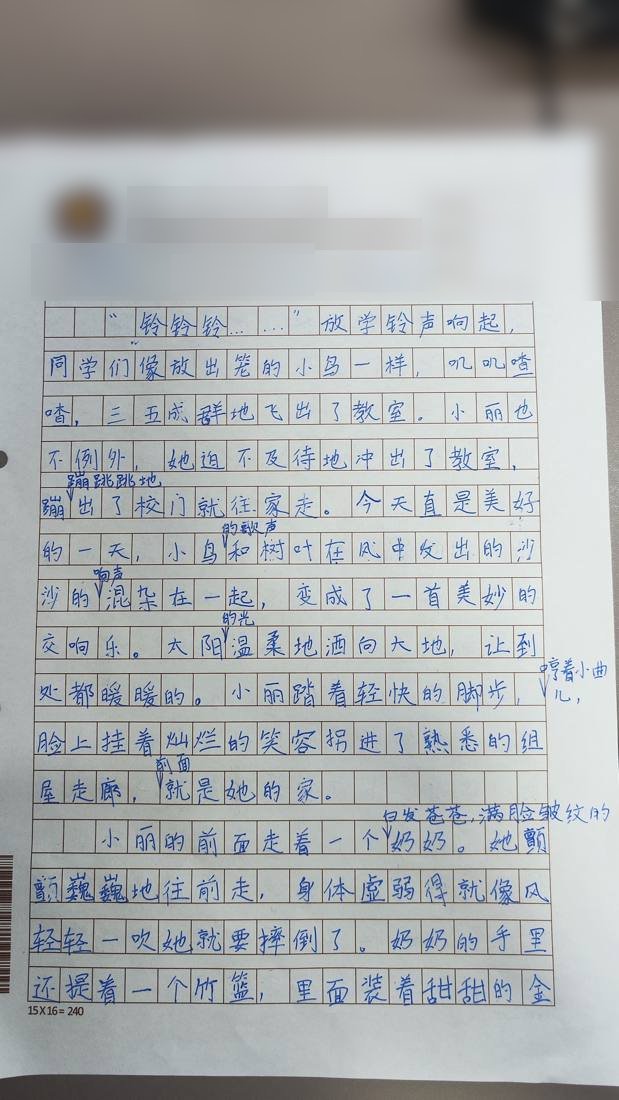 “铃铃铃……”放学铃声响起，
同学们像放出笼的小鸟一样，叽叽喳
喳，三五成群地飞出了教室。小丽也
不例外，她迫不及待地冲出了教室，
蹦跳跳地
蹦出了校门就往家走。今天真是美好
的歌声
的一天，小鸟和树叶在风中发出的沙
响声
沙的混杂在一起，变成了一首美妙的
的光
交响乐。太阳温柔地洒向大地，让到
哼着小曲
处都暖暖的。小丽踏着轻快的脚步，
儿，
脸上挂着灿烂的笑容拐进了熟悉的组
前面
屋走廊，就是她的家。
白发苍苍，满脸皱纹的
小丽的前面走着一个奶奶。她颤
颤巍巍地往前走，身体虚弱得就像风
轻轻一吹她就要摔倒了。奶奶的手里
还提着一个竹篮，里面装着甜甜的金
15X16=240